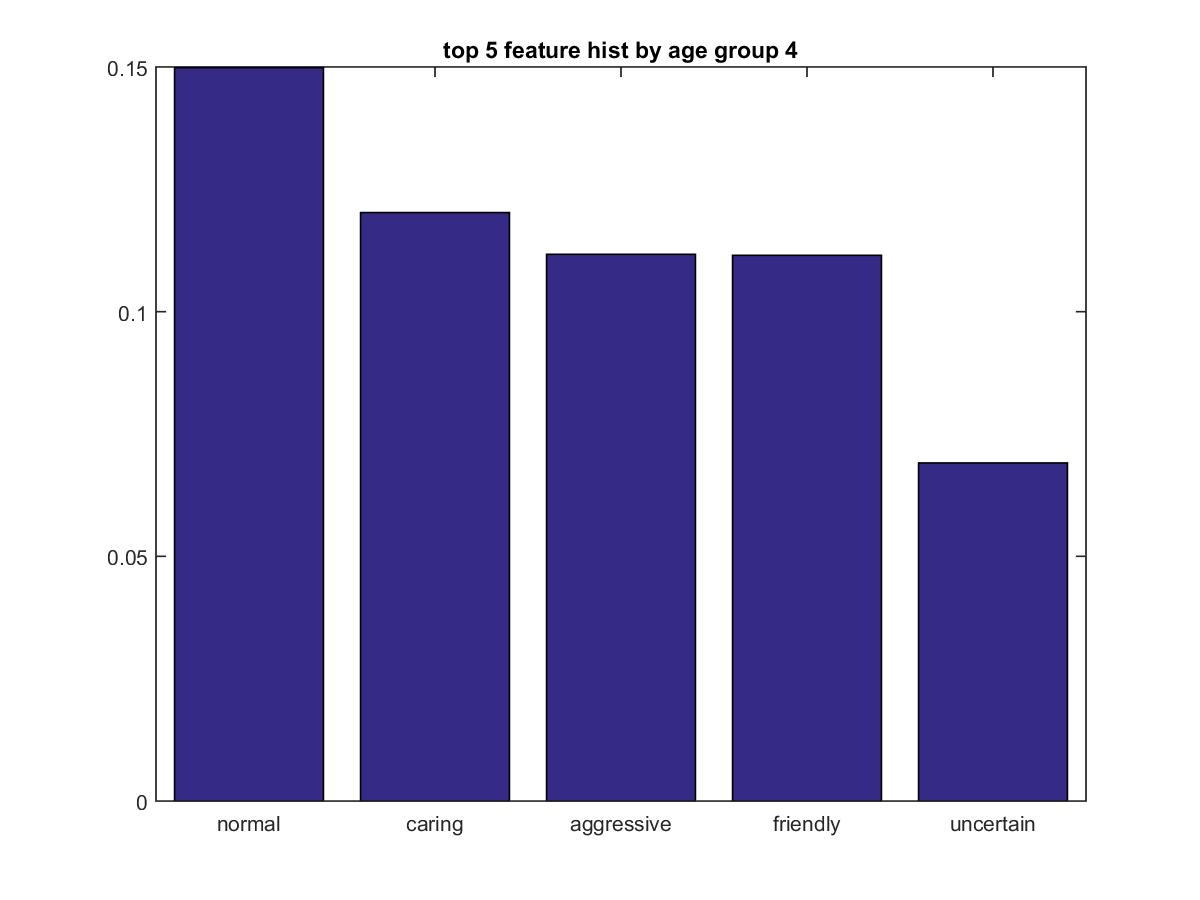 top 5 feature hist by age group 4
0.15
0.1
0.05
0
normal caring aggressive friendly uncertain